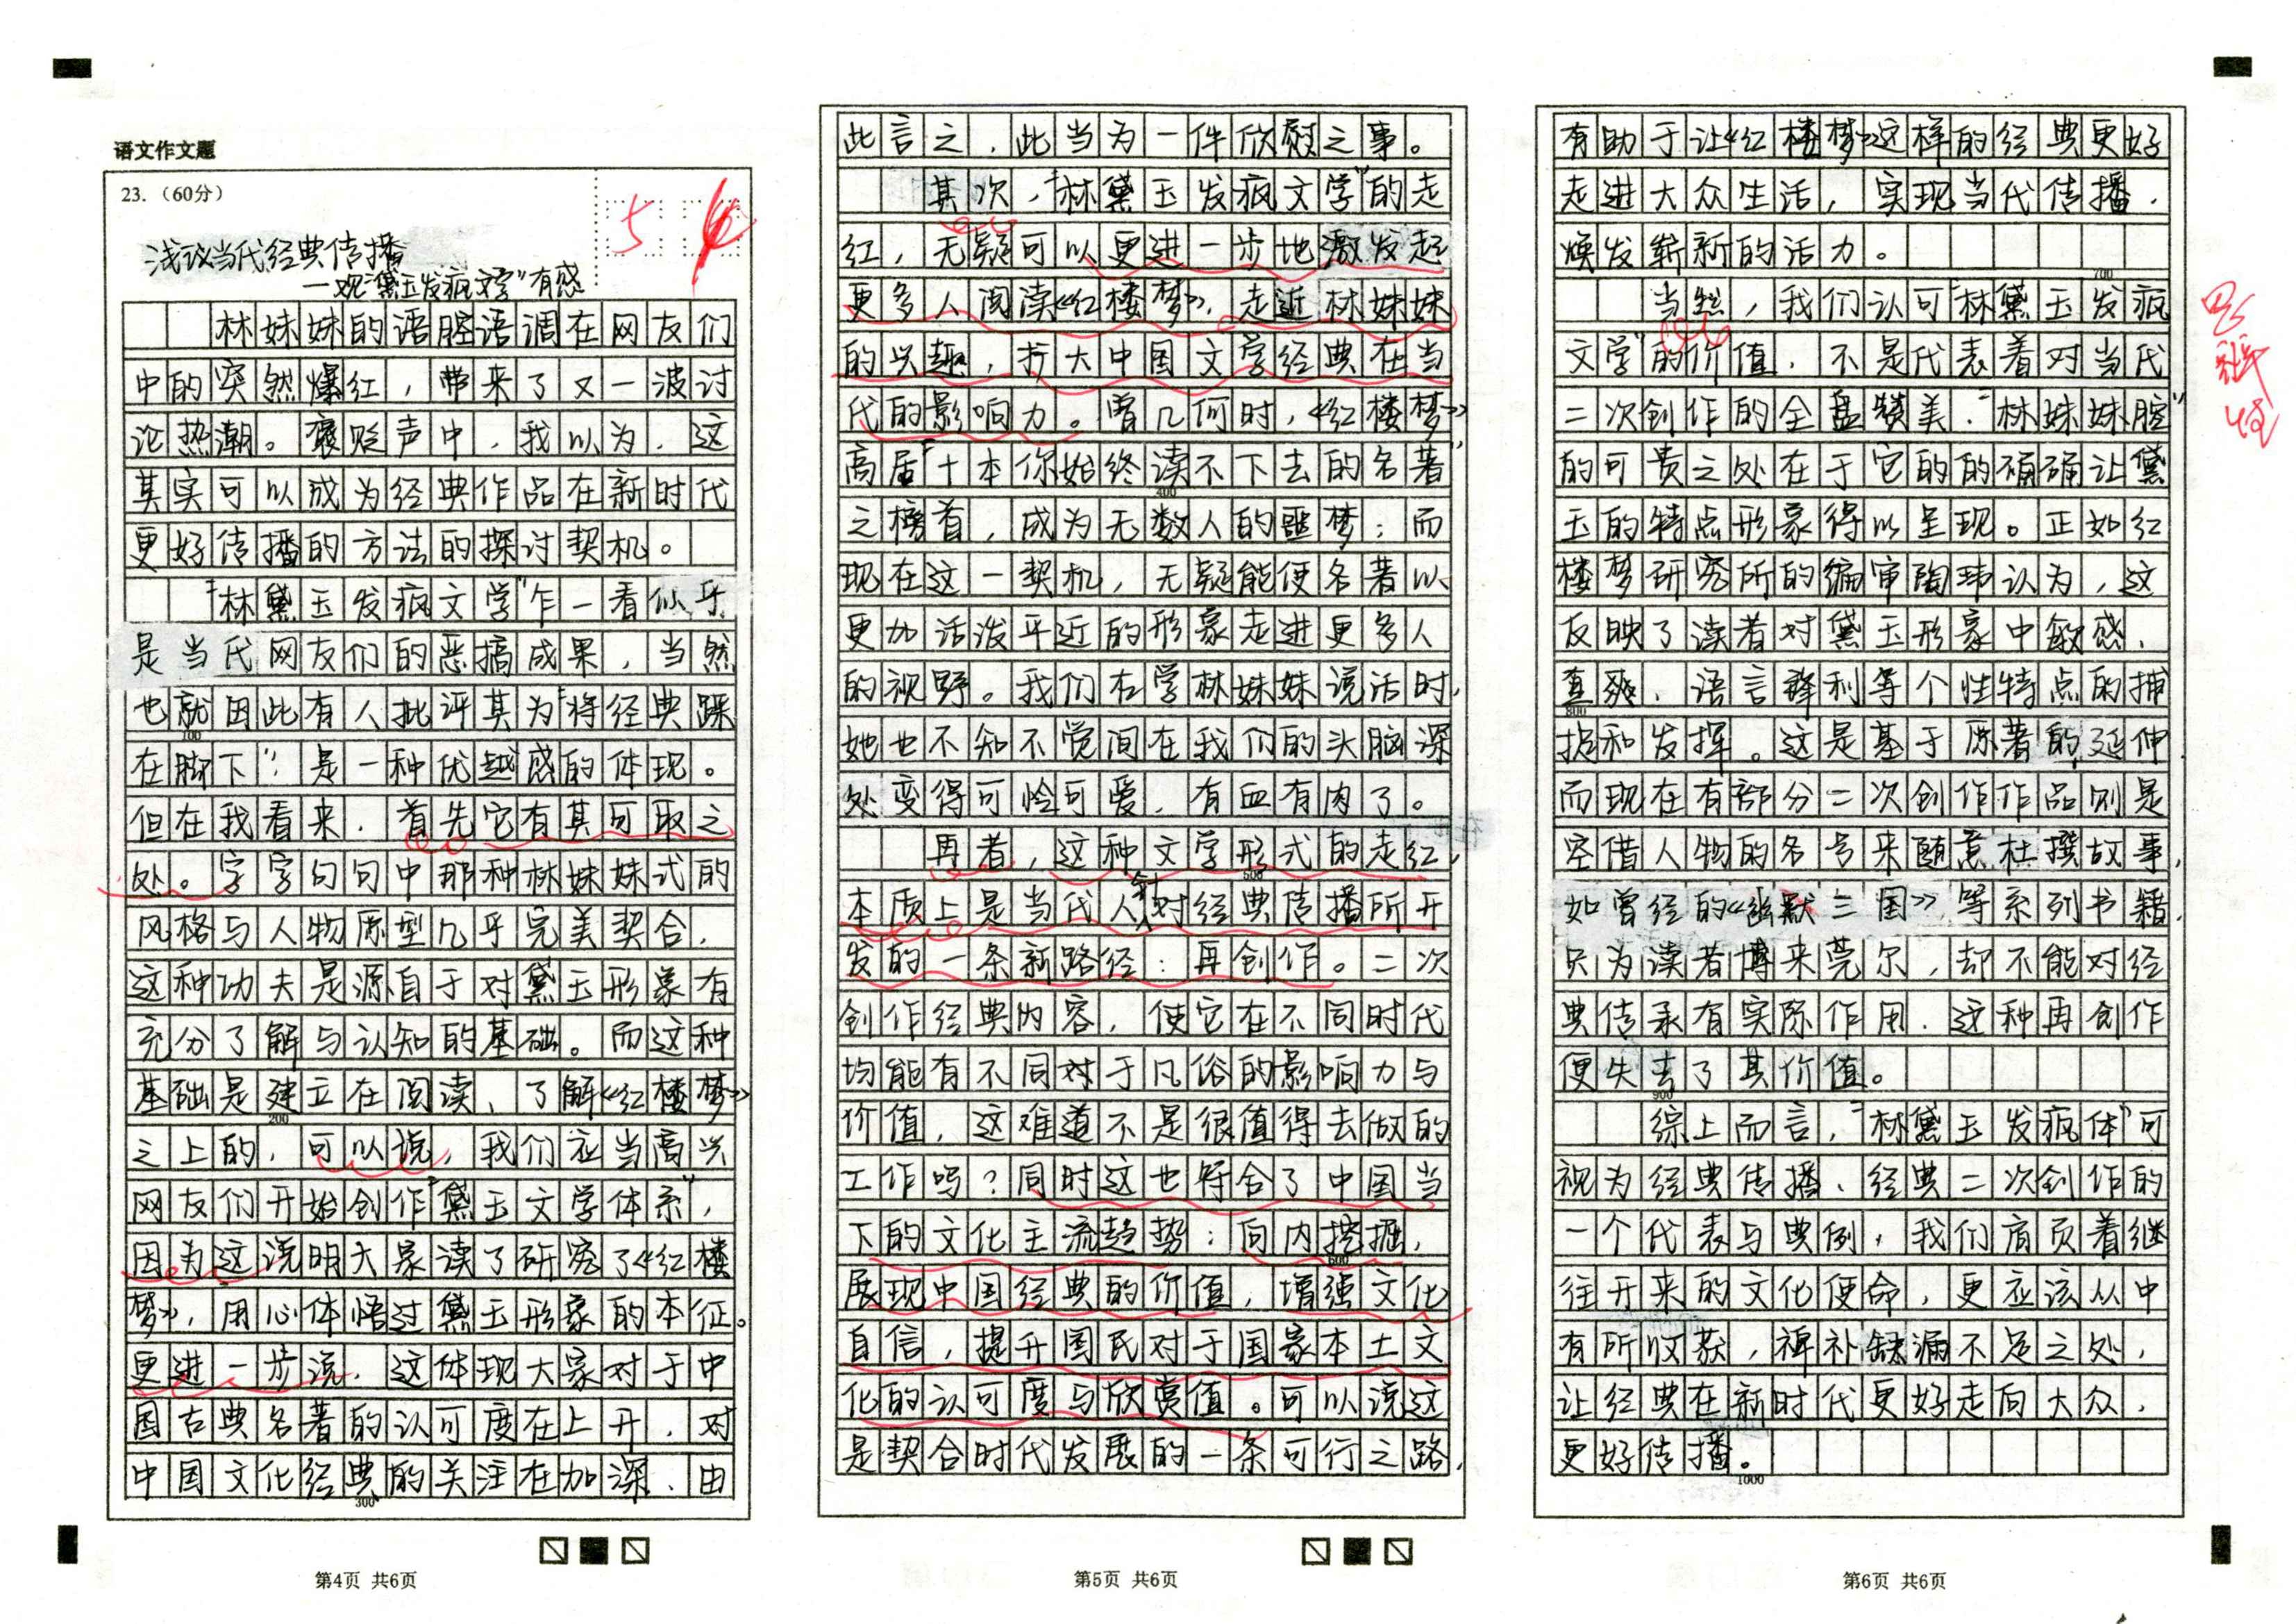 语文作文题
23. （60分）
5
浅议当代经典传播
—观“黛玉发疯文学”有感
林妹妹的语腔语调在网友们
中的突然爆红，带来了又一波讨
论热潮。褒贬声中，我以为，这
其实可以成为经典作品在新时代
更好传播的方法的探讨契机。
“林黛玉发疯文学”乍一看似乎
是当代网友们的恶搞成果，当然
也就因此有人批评其为“将经典踩
100
在脚下”，是一种优越感的体现。
但在我看来，首先它有其可取之
处。字字句句中那种林妹妹式的
风格与人物原型几乎完美契合，
这种功夫是源自于对黛玉形象有
充分了解与认知的基础。而这种
基础是建立在阅读、了解《红楼梦》
200
之上的，可以说，我们应当高兴
网友们开始创作“黛玉文学体系”，
因为这说明大家读了研究了《红楼
梦》，用心体悟过黛玉形象的本征。
更进一步说，这体现大家对于中
国古典名著的认可度在上升，对
中国文化经典的关注在加深，由
300
第4页 共6页
此言之，此当为一件欣慰之事。
其次，“林黛玉发疯文学”的走
红，无疑可以更进一步地激发起
更多人阅读《红楼梦》，走近林妹妹
的兴趣，扩大中国文学经典在当
代的影响力。曾几何时，《红楼梦》
高居“十本你始终读不下去的名著”
400
之榜首，成为无数人的噩梦；而
现在这一契机，无疑能使名著以
更加活泼平近的形象走进更多人
的视野。我们在学林妹妹说话时，
她也不知不觉间在我们的头脑深
处变得可怜可爱，有血有肉了。
再者，这种文学形式的走红，
500
本质上是当代人针对经典传播所开
发的一条新路径：再创作。二次
创作经典内容，使它在不同时代
均能有不同对于凡俗的影响力与
价值，这难道不是很值得去做的
工作吗？同时这也符合了中国当
下的文化主流趋势：向内挖掘，
600
展现中国经典的价值，增强文化
自信，提升国民对于国家本土文
化的认可度与欣赏值。可以说这
是契合时代发展的一条可行之路，
第5页 共6页
有助于让《红楼梦》这样的经典更好
走进大众生活，实现当代传播，
焕发崭新的活力。
700
当然，我们认可“林黛玉发疯
文学”的价值，不是代表着对当代
二次创作的全盘赞美，“林妹妹腔”
的可贵之处在于它的的确确让黛
玉的特点形象得以呈现。正如红
楼梦研究所的编审陶玮认为，这
反映了读者对黛玉形象中敏感、
直爽、语言锋利等个性特点的捕
800
捉和发挥。这是基于原著的延伸，
而现在有部分二次创作作品则是
空借人物的名号来随意杜撰故事，
如曾经的《幽默三国》等系列书籍，
只为读者博来莞尔，却不能对经
典传承有实际作用，这种再创作
便失去了其价值。
900
综上而言，“林黛玉发疯体”可
视为经典传播、经典二次创作的
一个代表与典例，我们肩负着继
往开来的文化使命，更应该从中
有所收获，裨补缺漏不足之处，
让经典在新时代更好走向大众，
更好传播。
1000
第6页 共6页